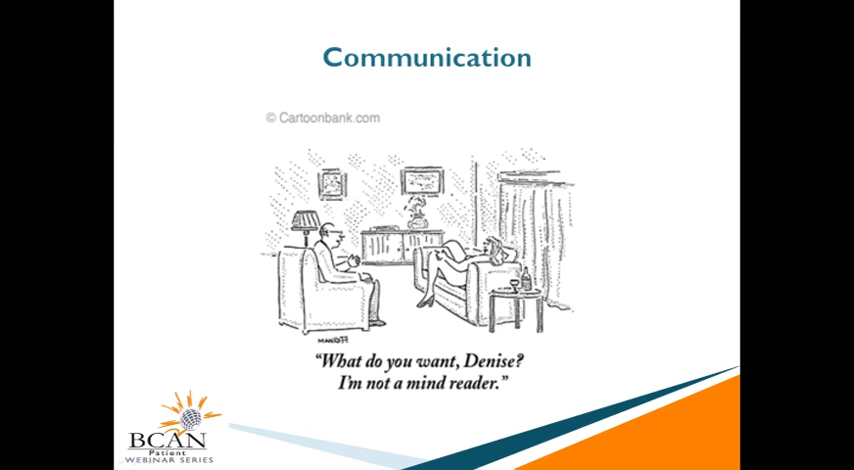 Communication
© Cartoonbank.com
MANKOFF
“What do you want, Denise?
I'm not a mind reader.”
BCAN
Patient
WEBINAR SERIES